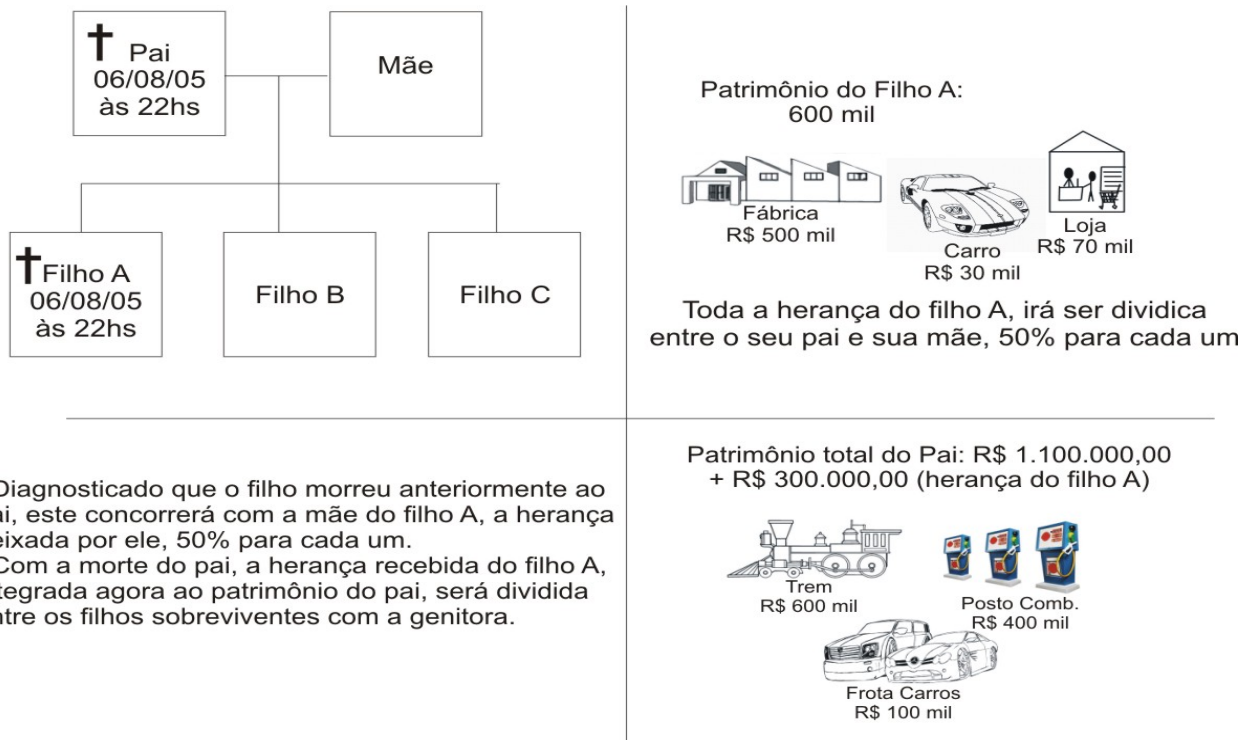 Pai
06/08/05
às 22hs
Mãe
Filho A
06/08/05
às 22hs
Filho B
Filho C
Patrimônio do Filho A:
600 mil
Fábrica
R$ 500 mil
Carro
R$ 30 mil
Loja
R$ 70 mil
Toda a herança do filho A, irá ser dividica
entre o seu pai e sua mãe, 50% para cada um
Diagnosticado que o filho morreu anteriormente ao
ai, este concorrerá com a mãe do filho A, a herança
eixada por ele, 50% para cada um.
Com a morte do pai, a herança recebida do filho A,
tegrada agora ao patrimônio do pai, será dividida
ntre os filhos sobreviventes com a genitora.
Patrimônio total do Pai: R$ 1.100.000,00
+ R$ 300.000,00 (herança do filho A)
Trem
R$ 600 mil
Posto Comb.
R$ 400 mil
Frota Carros
R$ 100 mil